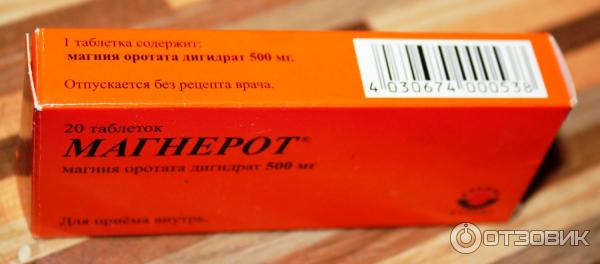 1 таблетка содержит:
магния оротата дигидрат 500 мг.
Отпускается без рецепта врача.
4 030674 000538
20 таблеток
МАГНЕРОТ®
магния оротата дигидрат 500 мг
Для приёма внутрь.
ОТЗОВИК